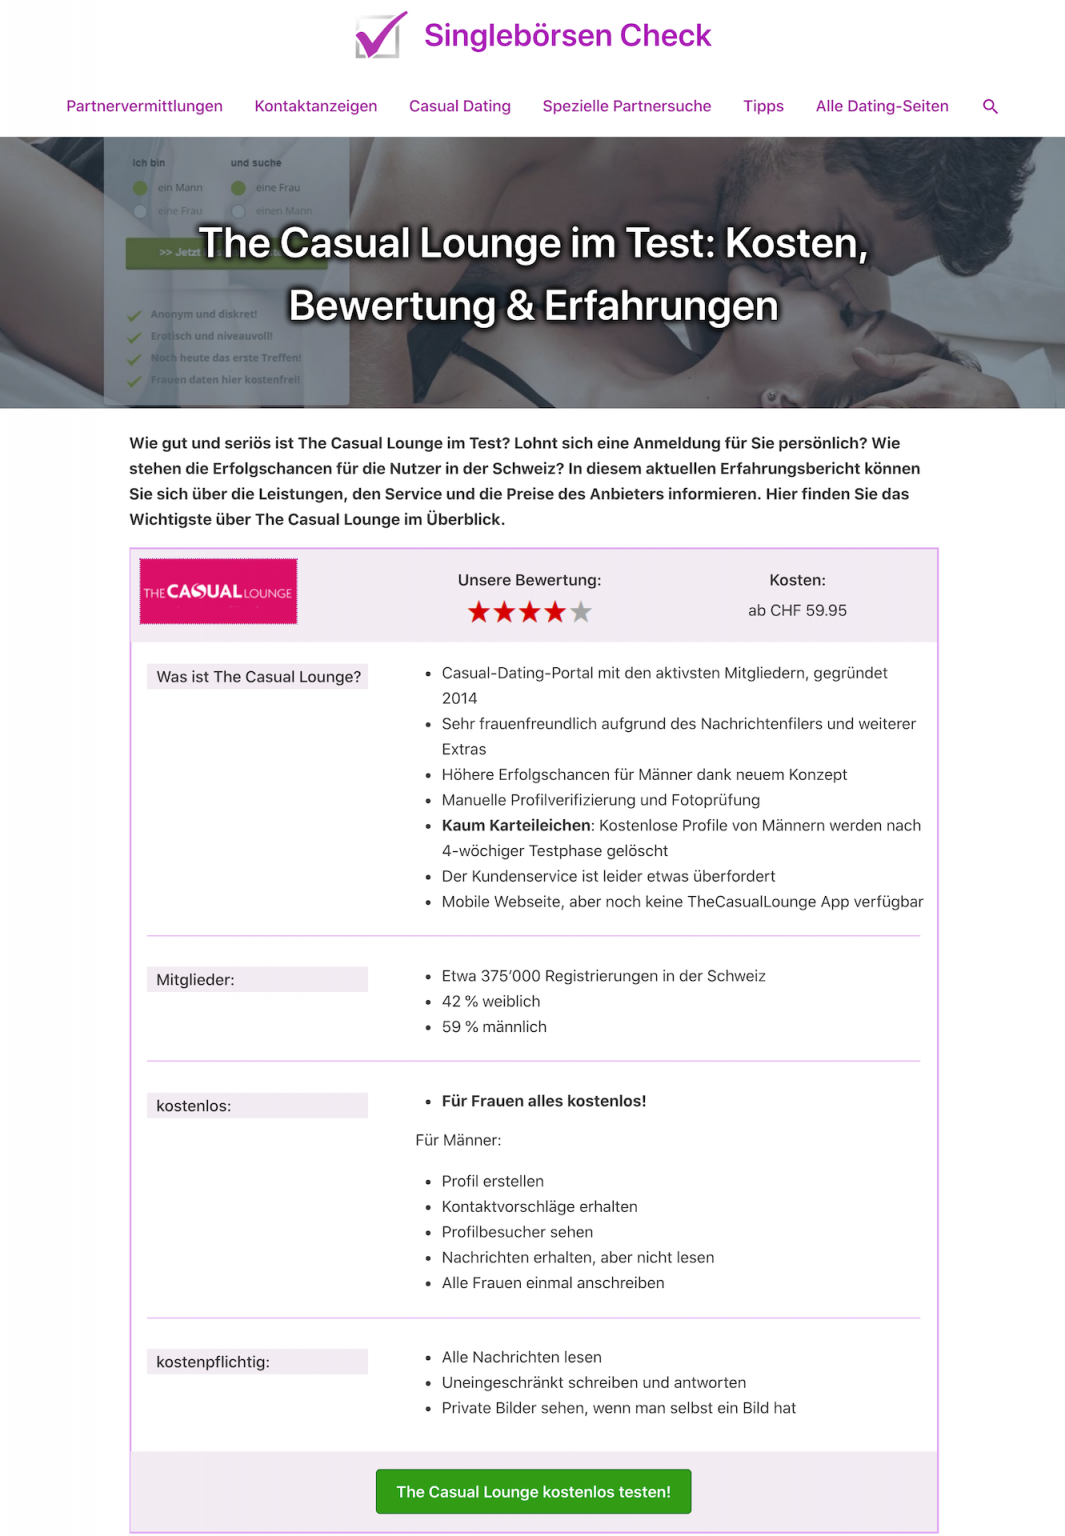 Singlebörsen Check
Partnervermittlungen Kontaktanzeigen Casual Dating Spezielle Partnersuche Tipps Alle Dating-Seiten
Ich bin und suche
ein Mann eine Frau
eine Frau einen Mann
>> Jetzt
The Casual Lounge im Test: Kosten,
Bewertung & Erfahrungen
Anonym und diskret!
Erotisch und niveauvoll!
Noch heute das erste Treffen!
Frauen daten hier kostenfrei!
Wie gut und seriös ist The Casual Lounge im Test? Lohnt sich eine Anmeldung für Sie persönlich? Wie
stehen die Erfolgschancen für die Nutzer in der Schweiz? In diesem aktuellen Erfahrungsbericht können
Sie sich über die Leistungen, den Service und die Preise des Anbieters informieren. Hier finden Sie das
Wichtigste über The Casual Lounge im Überblick.
THE CASUAL LOUNGE
Unsere Bewertung:
Kosten:
ab CHF 59.95
Was ist The Casual Lounge?
• Casual-Dating-Portal mit den aktivsten Mitgliedern, gegründet
2014
• Sehr frauenfreundlich aufgrund des Nachrichtenfilers und weiterer
Extras
• Höhere Erfolgschancen für Männer dank neuem Konzept
• Manuelle Profilverifizierung und Fotoprüfung
• Kaum Karteileichen: Kostenlose Profile von Männern werden nach
4-wöchiger Testphase gelöscht
• Der Kundenservice ist leider etwas überfordert
• Mobile Webseite, aber noch keine TheCasualLounge App verfügbar
Mitglieder:
• Etwa 375’000 Registrierungen in der Schweiz
• 42 % weiblich
• 59 % männlich
kostenlos:
• Für Frauen alles kostenlos!
Für Männer:
• Profil erstellen
• Kontaktvorschläge erhalten
• Profilbesucher sehen
• Nachrichten erhalten, aber nicht lesen
• Alle Frauen einmal anschreiben
kostenpflichtig:
• Alle Nachrichten lesen
• Uneingeschränkt schreiben und antworten
• Private Bilder sehen, wenn man selbst ein Bild hat
The Casual Lounge kostenlos testen!